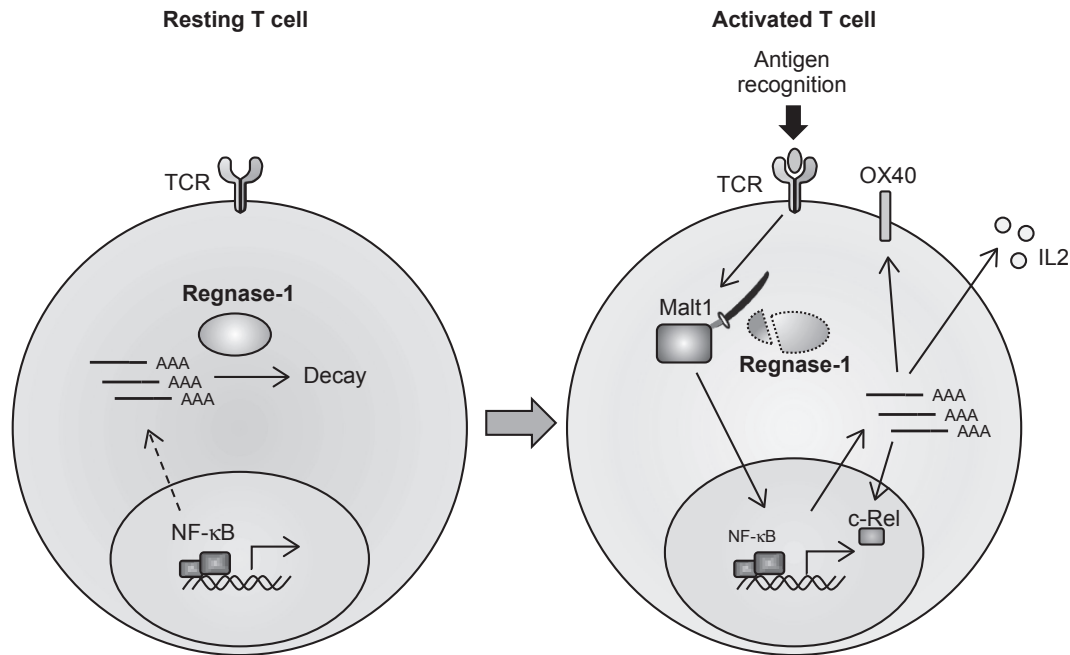 Resting T cell
TCR
Regnase-1
AAA
AAA
AAA
Decay
NF-κB
Activated T cell
Antigen
recognition
TCR
OX40
IL2
Malt1
Regnase-1
AAA
AAA
AAA
NF-κB
c-Rel